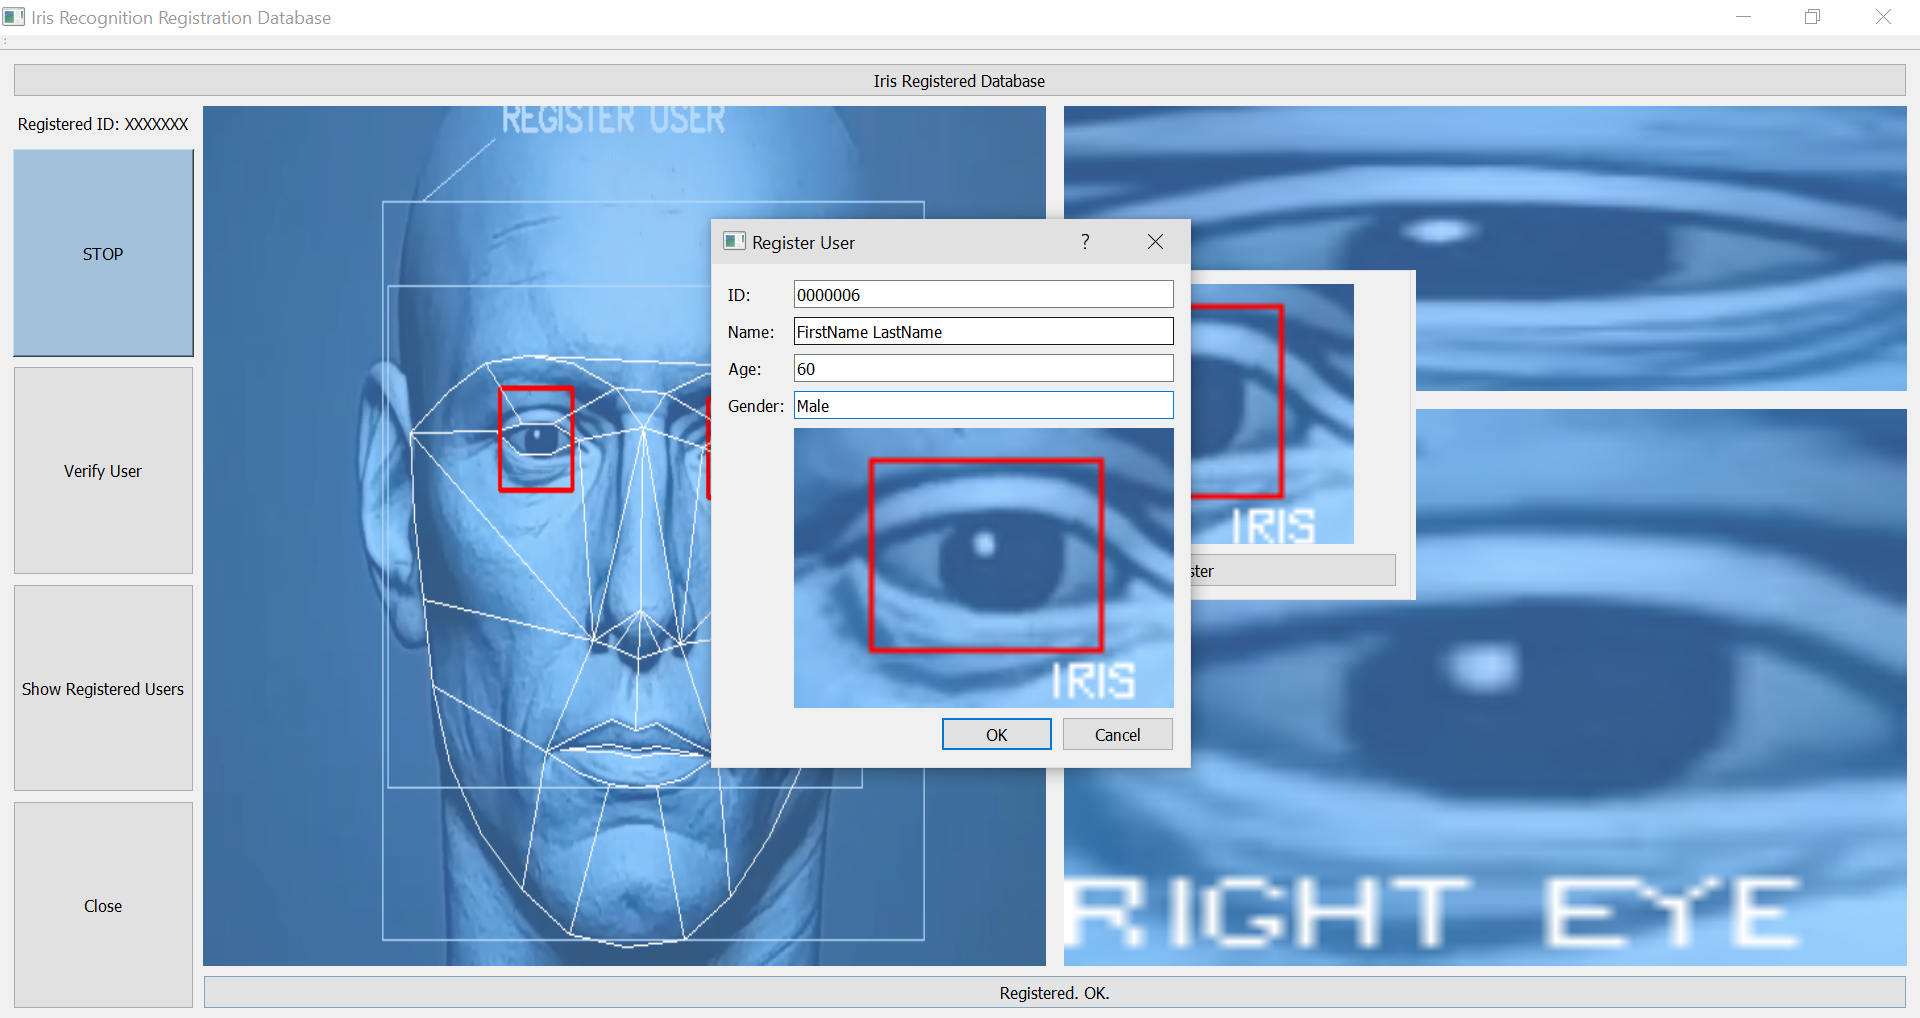 Iris Recognition Registration Database
Iris Registered Database
Registered ID: XXXXXXX
STOP
Verify User
Show Registered Users
Close
REGISTER USER
Register User
?
ID: 0000006
Name: FirstName LastName
Age: 60
Gender: Male
IRIS
OK
Cancel
IRIS
ster
RIGHT EYE
Registered. OK.